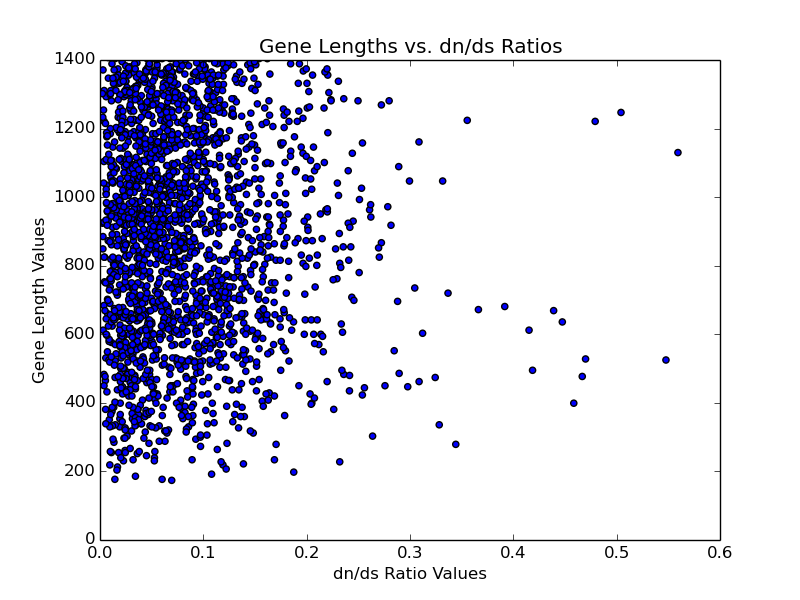 Gene Lengths vs. dn/ds Ratios
1400
1200
1000
800
600
400
200
0
Gene Length Values
0.0 0.1 0.2 0.3 0.4 0.5 0.6
dn/ds Ratio Values